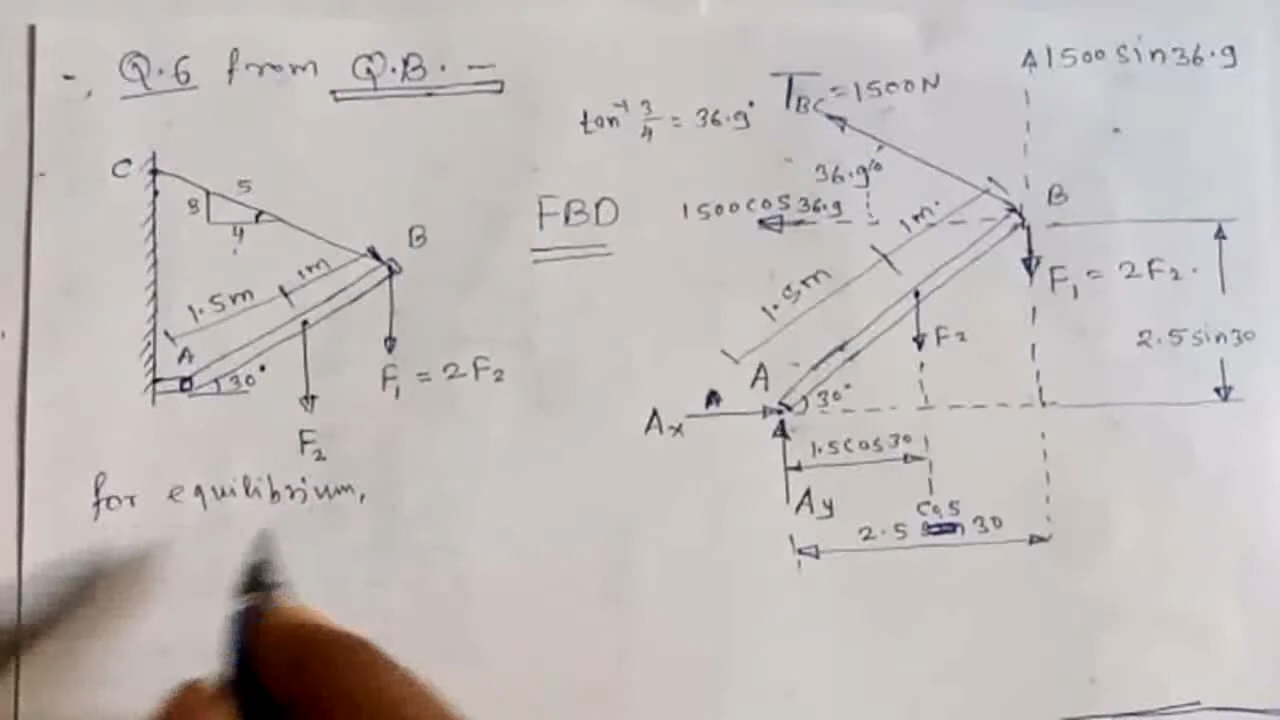 Q.6 from Q.B. -
C
3
5
4
B
1.5m
1m
A
30°
F₁ = 2F₂
F₂
for equilibrium,
tan⁻¹ 3/4 = 36.9°
FBD
T_BC = 1500N
1500 sin 36.9
36.9°
1500 cos 36.9
B
1m.
1.5m
F₁ = 2F₂.
F₂
2.5 sin 30
A
30°
Aₓ
1.5 cos 30
Ay
2.5 cos 30